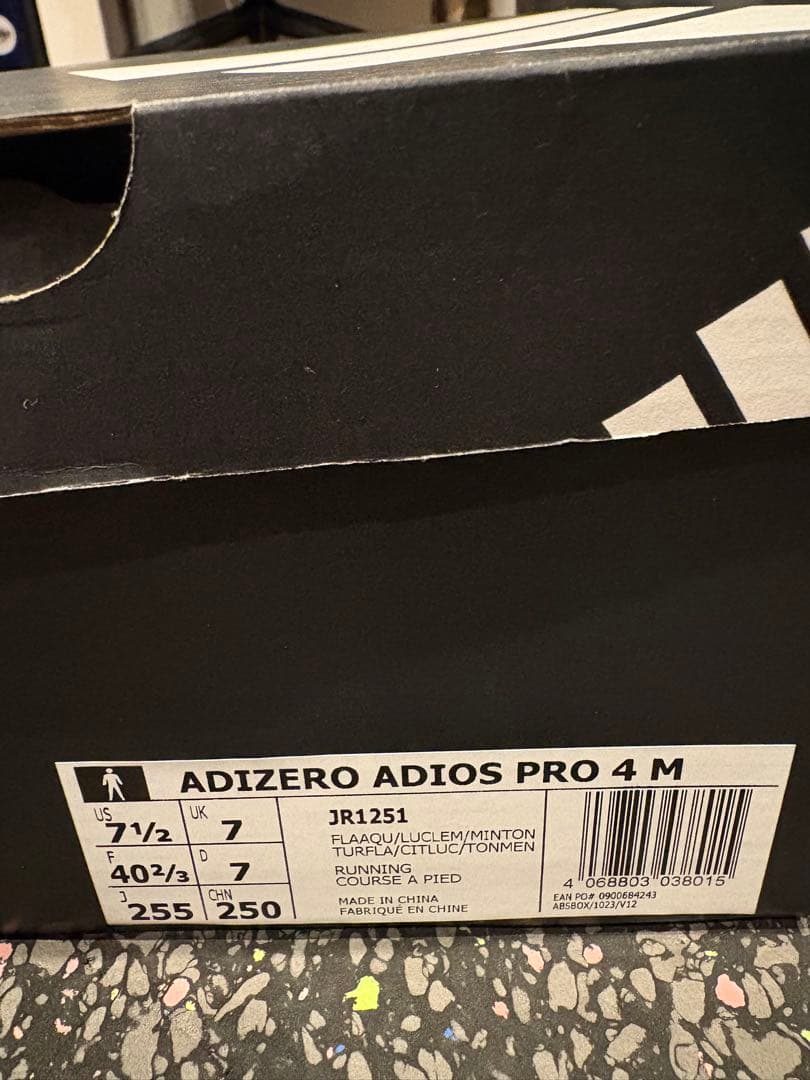 ADIZERO ADIOS PRO 4 M
US 7½
UK 7
F 40⅔
D 7
J 255
CHN 250
JR1251
FLAAQU/LUCLEM/MINTON
TURFLA/CITLUC/TONMEN
RUNNING
COURSE A PIED
MADE IN CHINA
FABRIQUÉ EN CHINE
4 068803 038015
EAN PO# 0900684243
ABSBOX/1023/V12